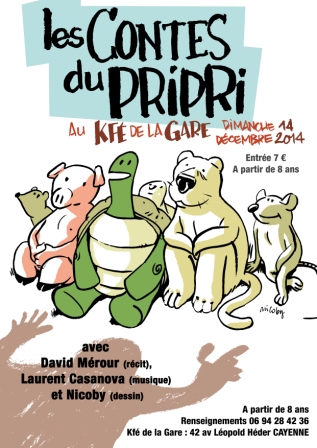 les CONTES
du PRIPRI
AU KFÉ DE LA GARE DIMANCHE 14
DÉCEMBRE 2014
Entrée 7 €
A partir de 8 ans
nicoby
avec
David Mérour (récit),
Laurent Casanova (musique)
et Nicoby (dessin)
A partir de 8 ans
Renseignements 06 94 28 42 36
Kfé de la Gare : 42 av Léopold Héder CAYENNE